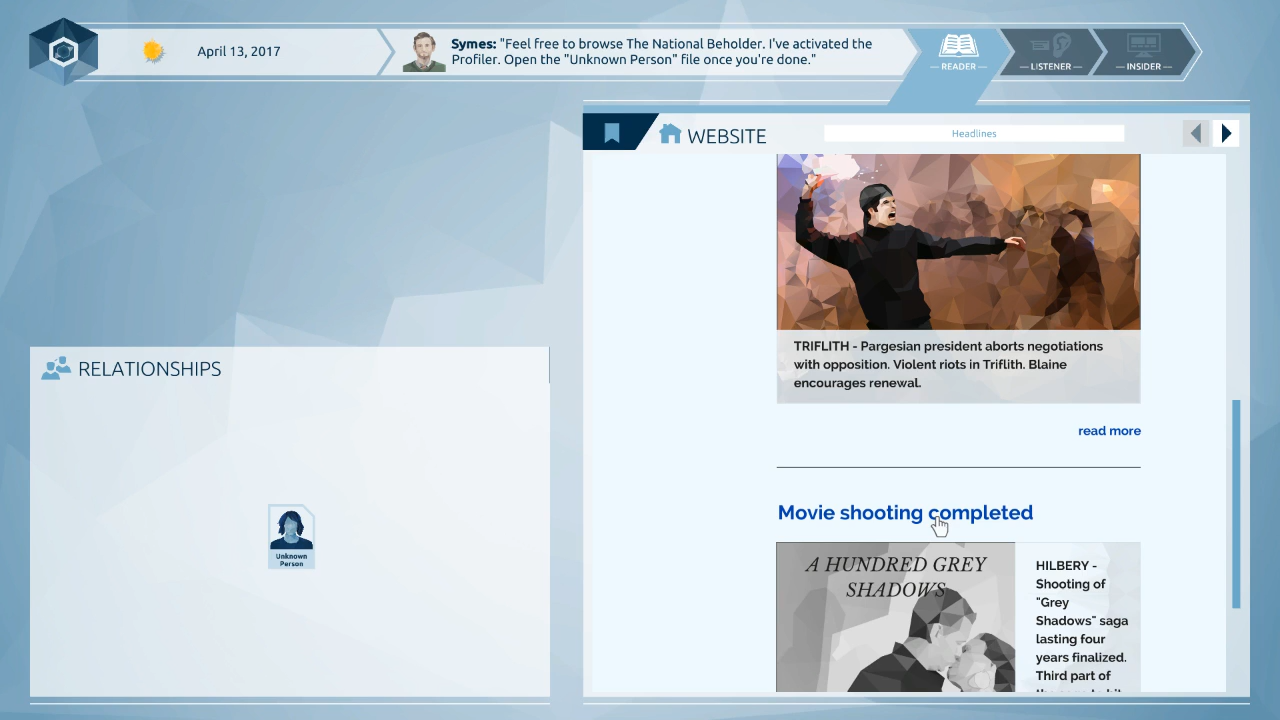 April 13, 2017
Symes: "Feel free to browse The National Beholder. I've activated the
Profiler. Open the "Unknown Person" file once you're done."
READER
LISTENER
INSIDER
WEBSITE
Headlines
TRIFLITH - Pargesian president aborts negotiations
with opposition. Violent riots in Triflith. Blaine
encourages renewal.
read more
Movie shooting completed
A HUNDRED GREY
SHADOWS
HILBERY -
Shooting of
"Grey
Shadows" saga
lasting four
years finalized.
Third part of
RELATIONSHIPS
Unknown
Person